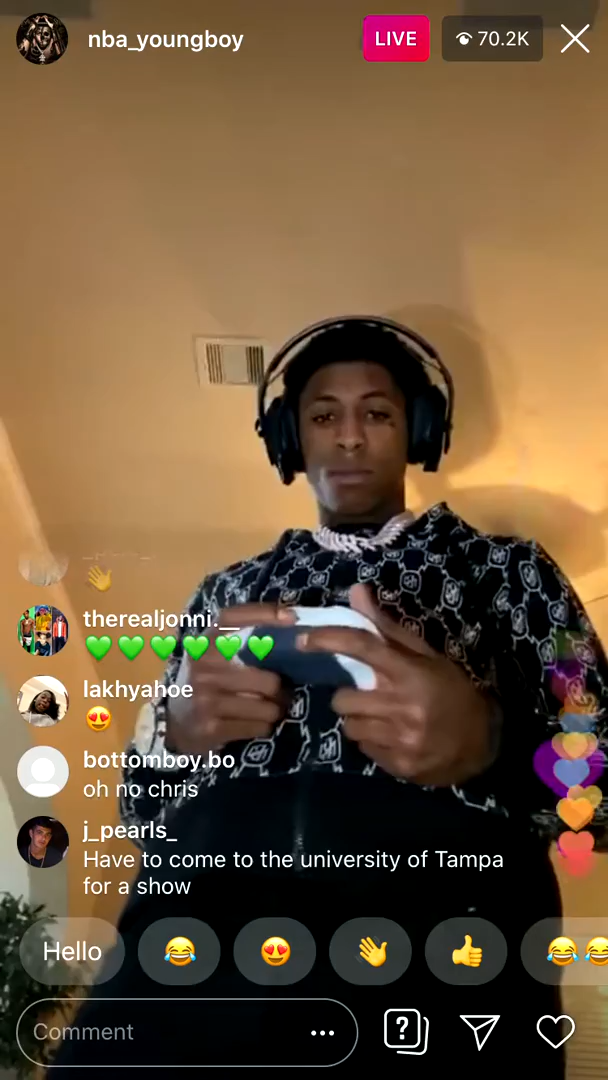 nba_youngboy
LIVE
70.2K
👋
therealjonni.__
💚💚💚💚💚💚
lakhyahoe
😍
bottomboy.bo
oh no chris
j_pearls_
Have to come to the university of Tampa
for a show
Hello 😂 😍 👋 👍 😂😂
Comment